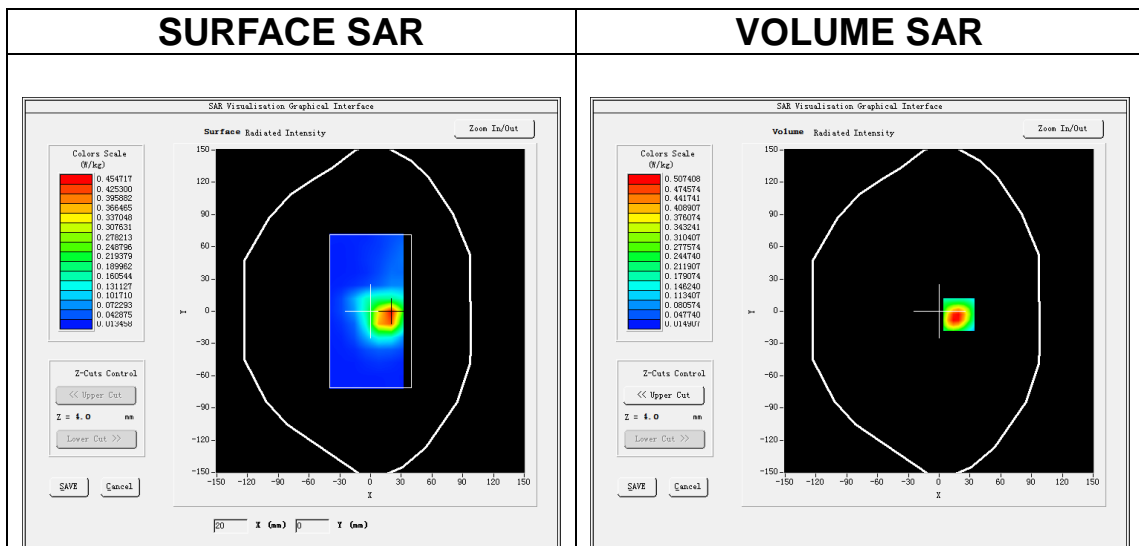 SURFACE SAR
VOLUME SAR
SAR Visualisation Graphical Interface
Surface Radiated Intensity
Zoom In/Out
Colors Scale
(W/kg)
0.454717
0.425300
0.395882
0.366465
0.337048
0.307631
0.278213
0.248796
0.219379
0.189962
0.160544
0.131127
0.101710
0.072293
0.042875
0.013458
Z-Cuts Control
<< Upper Cut
Z = 4.0 mm
Lower Cut >>
SAVE
Cancel
150
120
90
60
30
0
-30
-60
-90
-120
-150
Y
-150 -120 -90 -60 -30 0 30 60 90 120 150
X
20 X (mm) 0 Y (mm)
SAR Visualisation Graphical Interface
Volume Radiated Intensity
Zoom In/Out
Colors Scale
(W/kg)
0.507408
0.474574
0.441741
0.408907
0.376074
0.343241
0.310407
0.277574
0.244740
0.211907
0.179074
0.146240
0.113407
0.080574
0.047740
0.014907
Z-Cuts Control
<< Upper Cut
Z = 4.0 mm
Lower Cut >>
SAVE
Cancel
150
120
90
60
30
0
-30
-60
-90
-120
-150
Y
-150 -120 -90 -60 -30 0 30 60 90 120 150
X